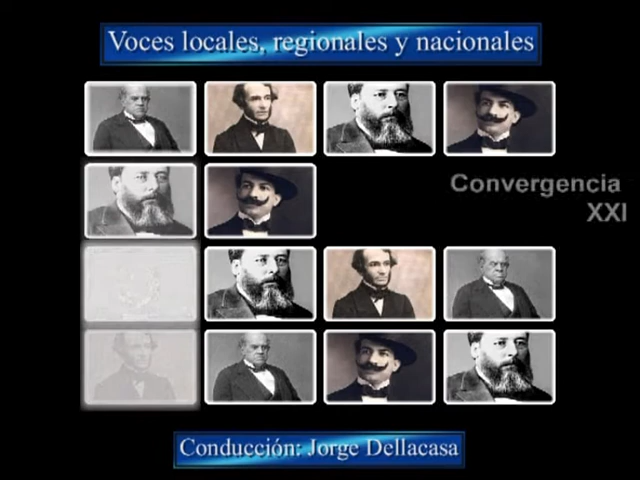 Voces locales, regionales y nacionales
Convergencia
XXI
Conducción: Jorge Dellacasa